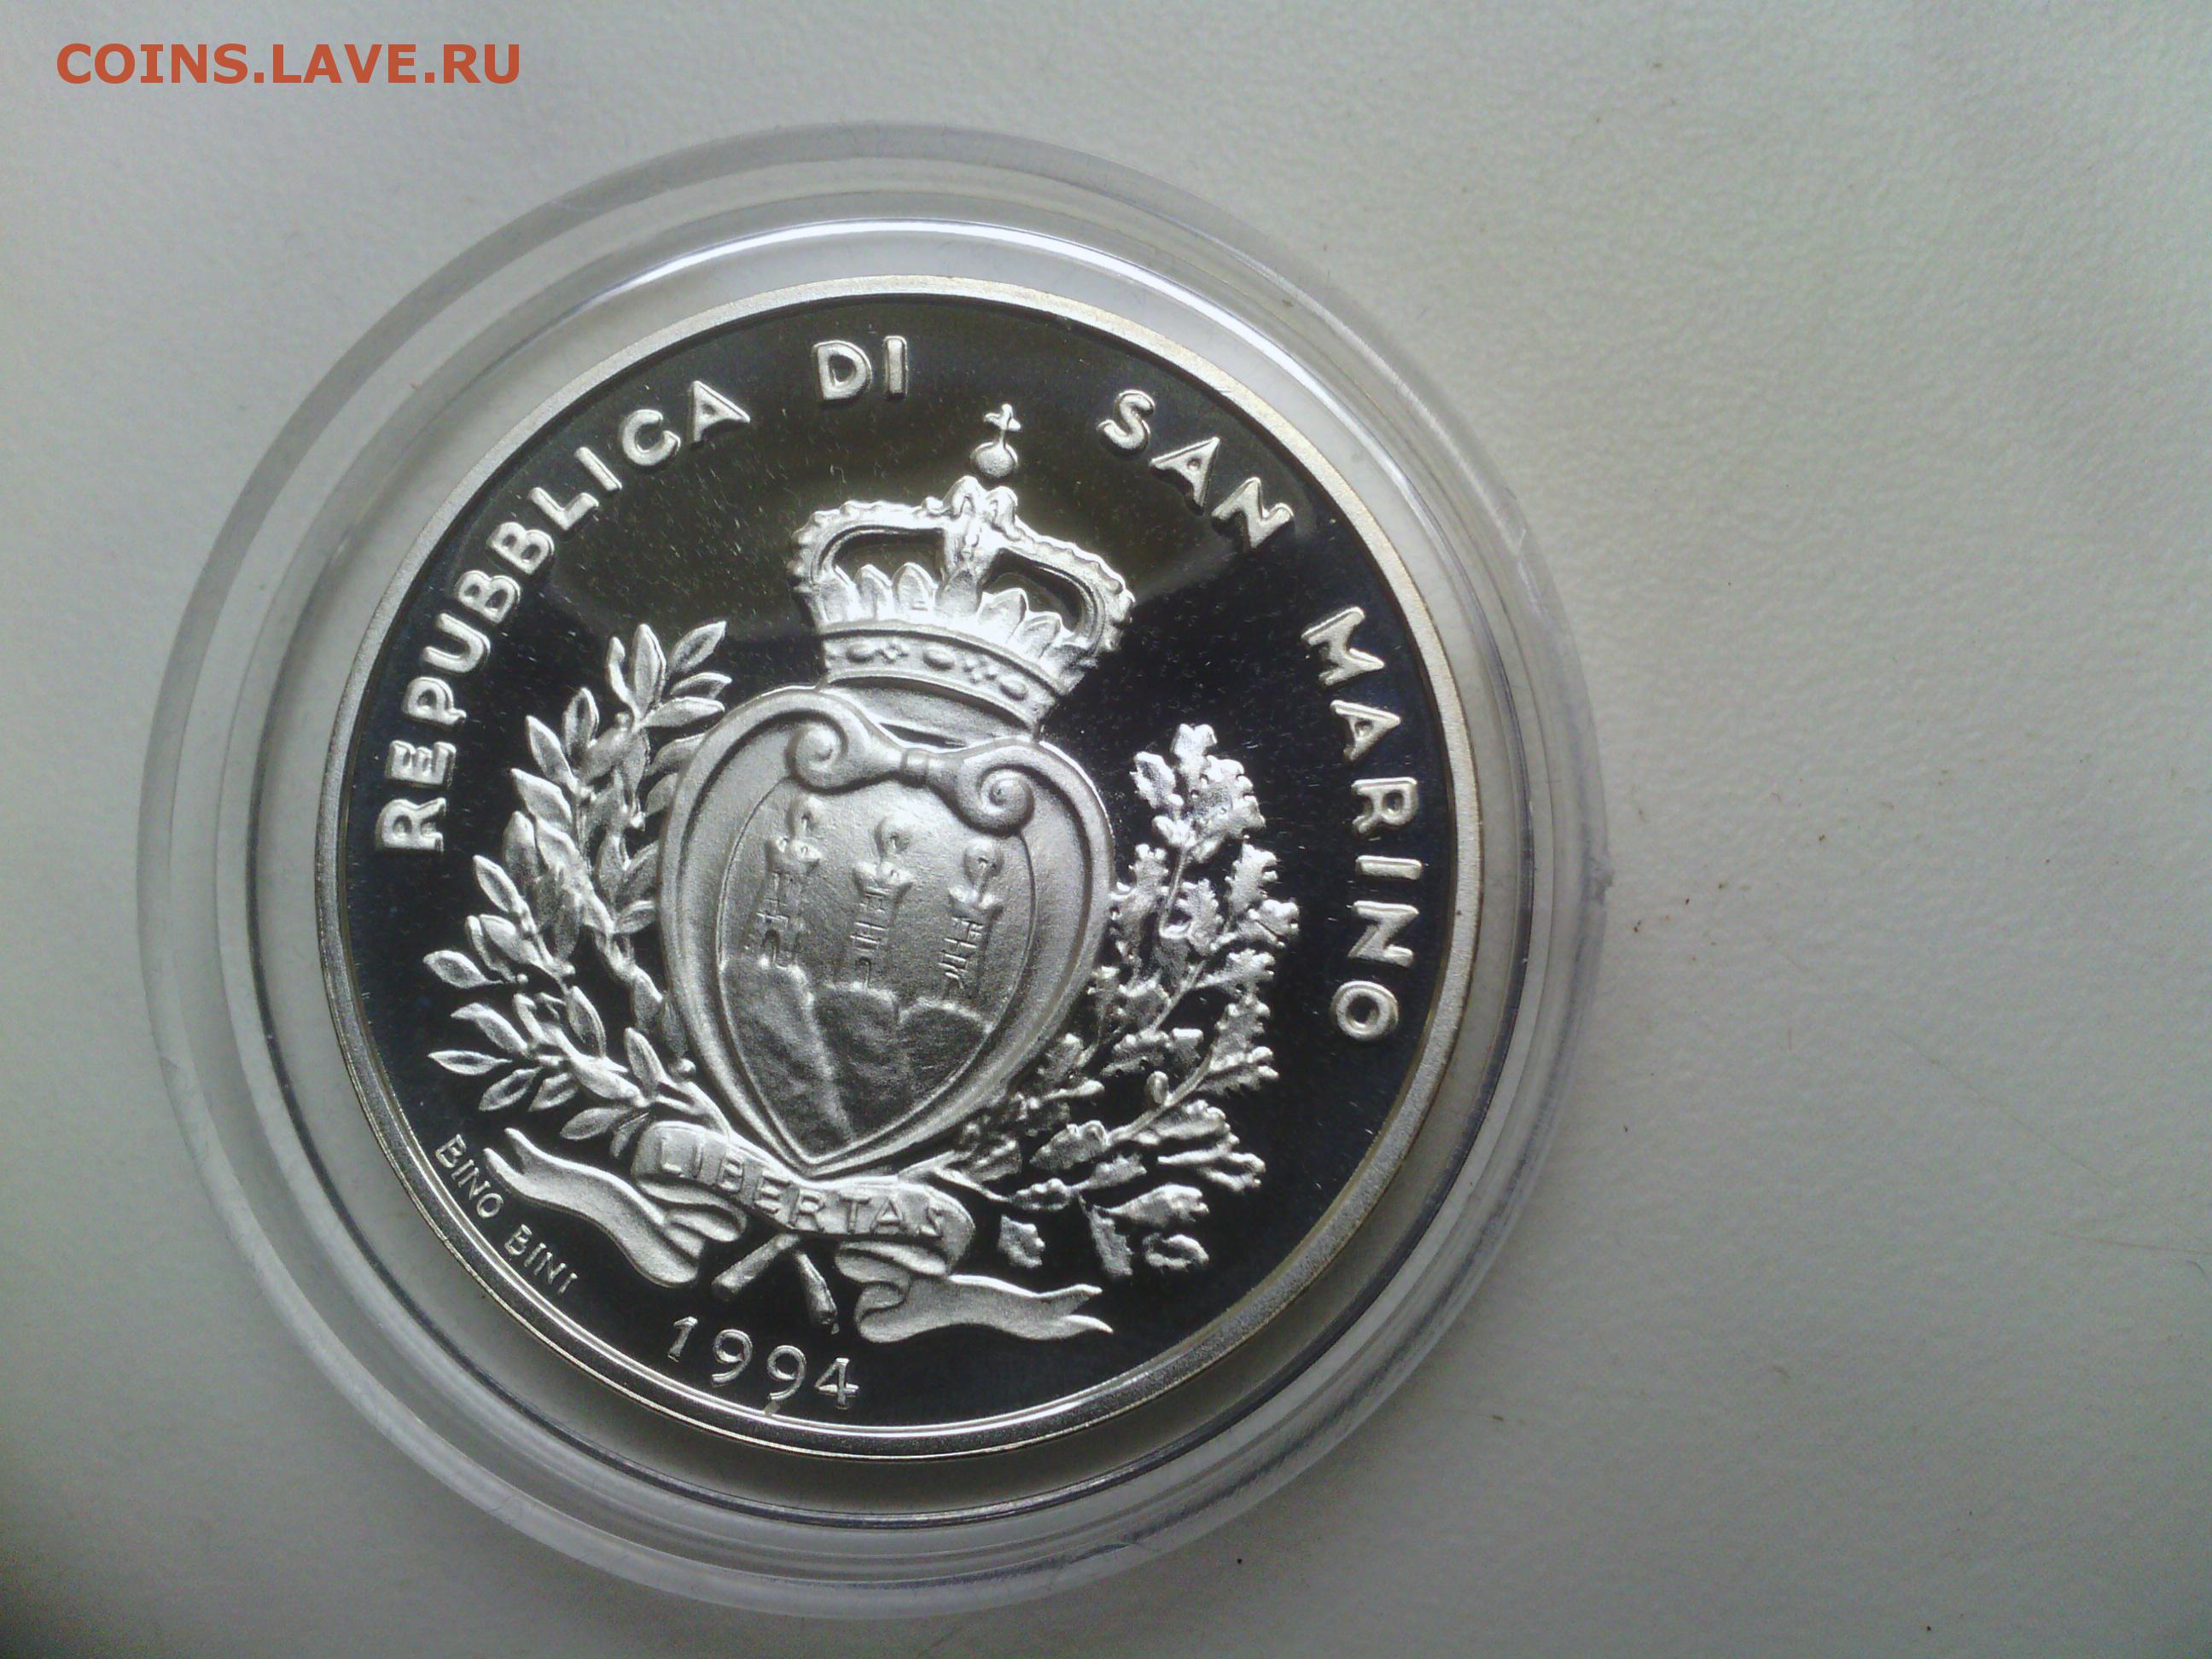 COINS.LAVE.RU
REPUBBLICA DI SAN MARINO
LIBERTAS
BINO BINI
1994